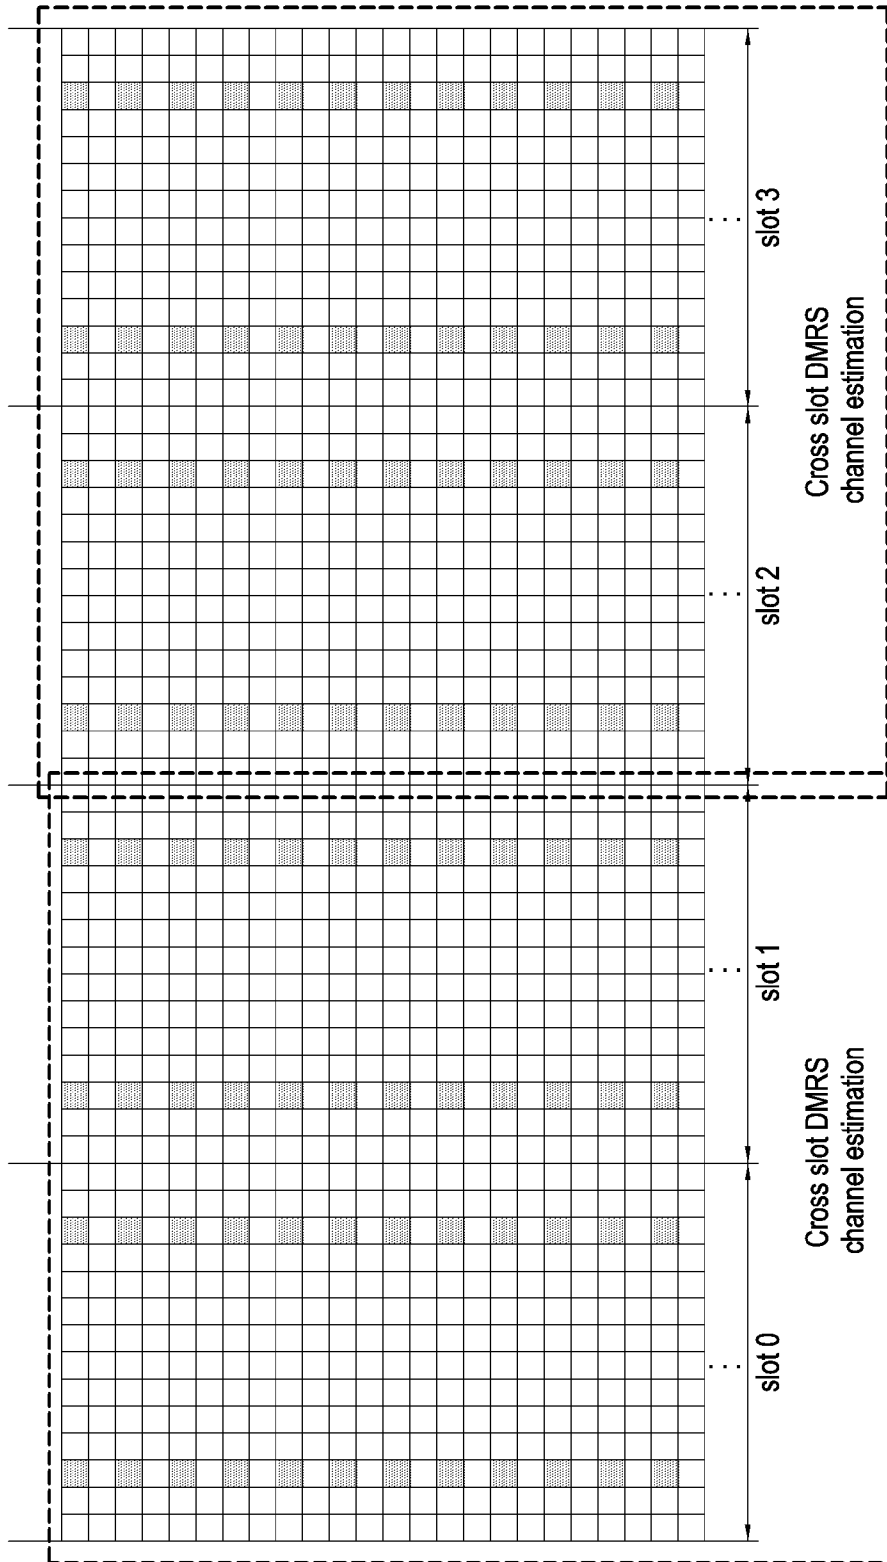 slot 0
slot 1
slot 2
slot 3
Cross slot DMRS
channel estimation
Cross slot DMRS
channel estimation